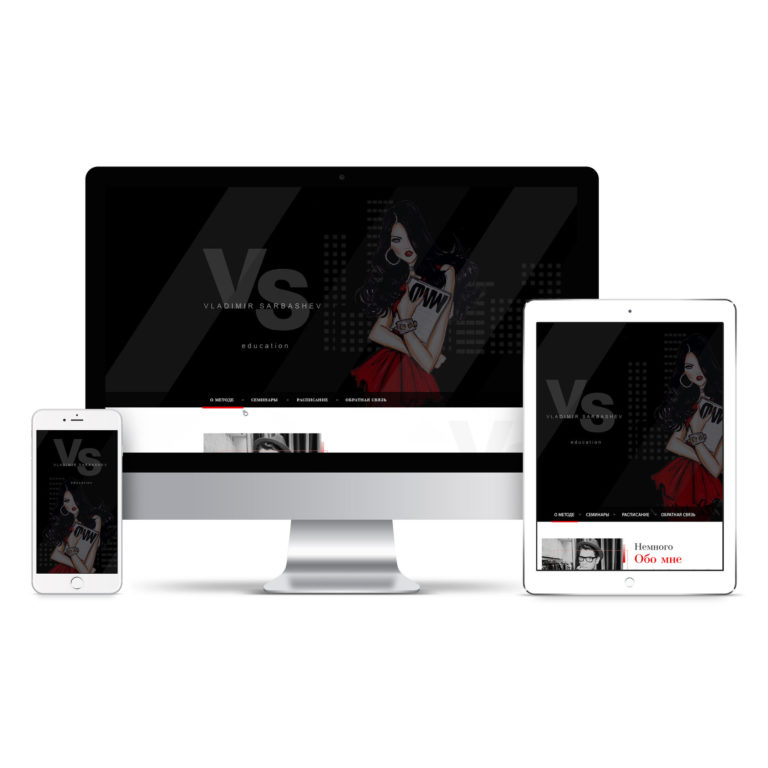 Vs
VLADIMIR SARBASHEV
education
О МЕТОДЕ СЕМИНАРЫ РАСПИСАНИЕ ОБРАТНАЯ СВЯЗЬ
Vs
VLADIMIR SARBASHEV
education
Vs
VLADIMIR SARBASHEV
education
О МЕТОДЕ СЕМИНАРЫ РАСПИСАНИЕ ОБРАТНАЯ СВЯЗЬ
Немного
Обо мне